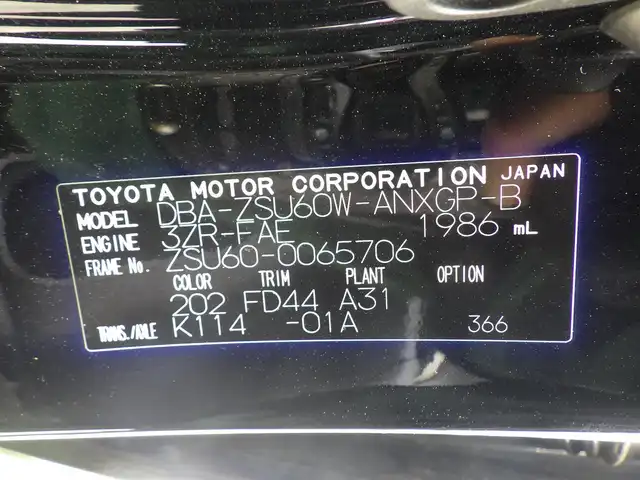 TOYOTA MOTOR CORPORATION JAPAN
MODEL DBA-ZSU60W-ANXGP-B
ENGINE 3ZR-FAE 1986 mL
FRAME No. ZSU60-0065706
COLOR TRIM PLANT OPTION
202 FD44 A31
TRANS./AXLE K114 -01A 366